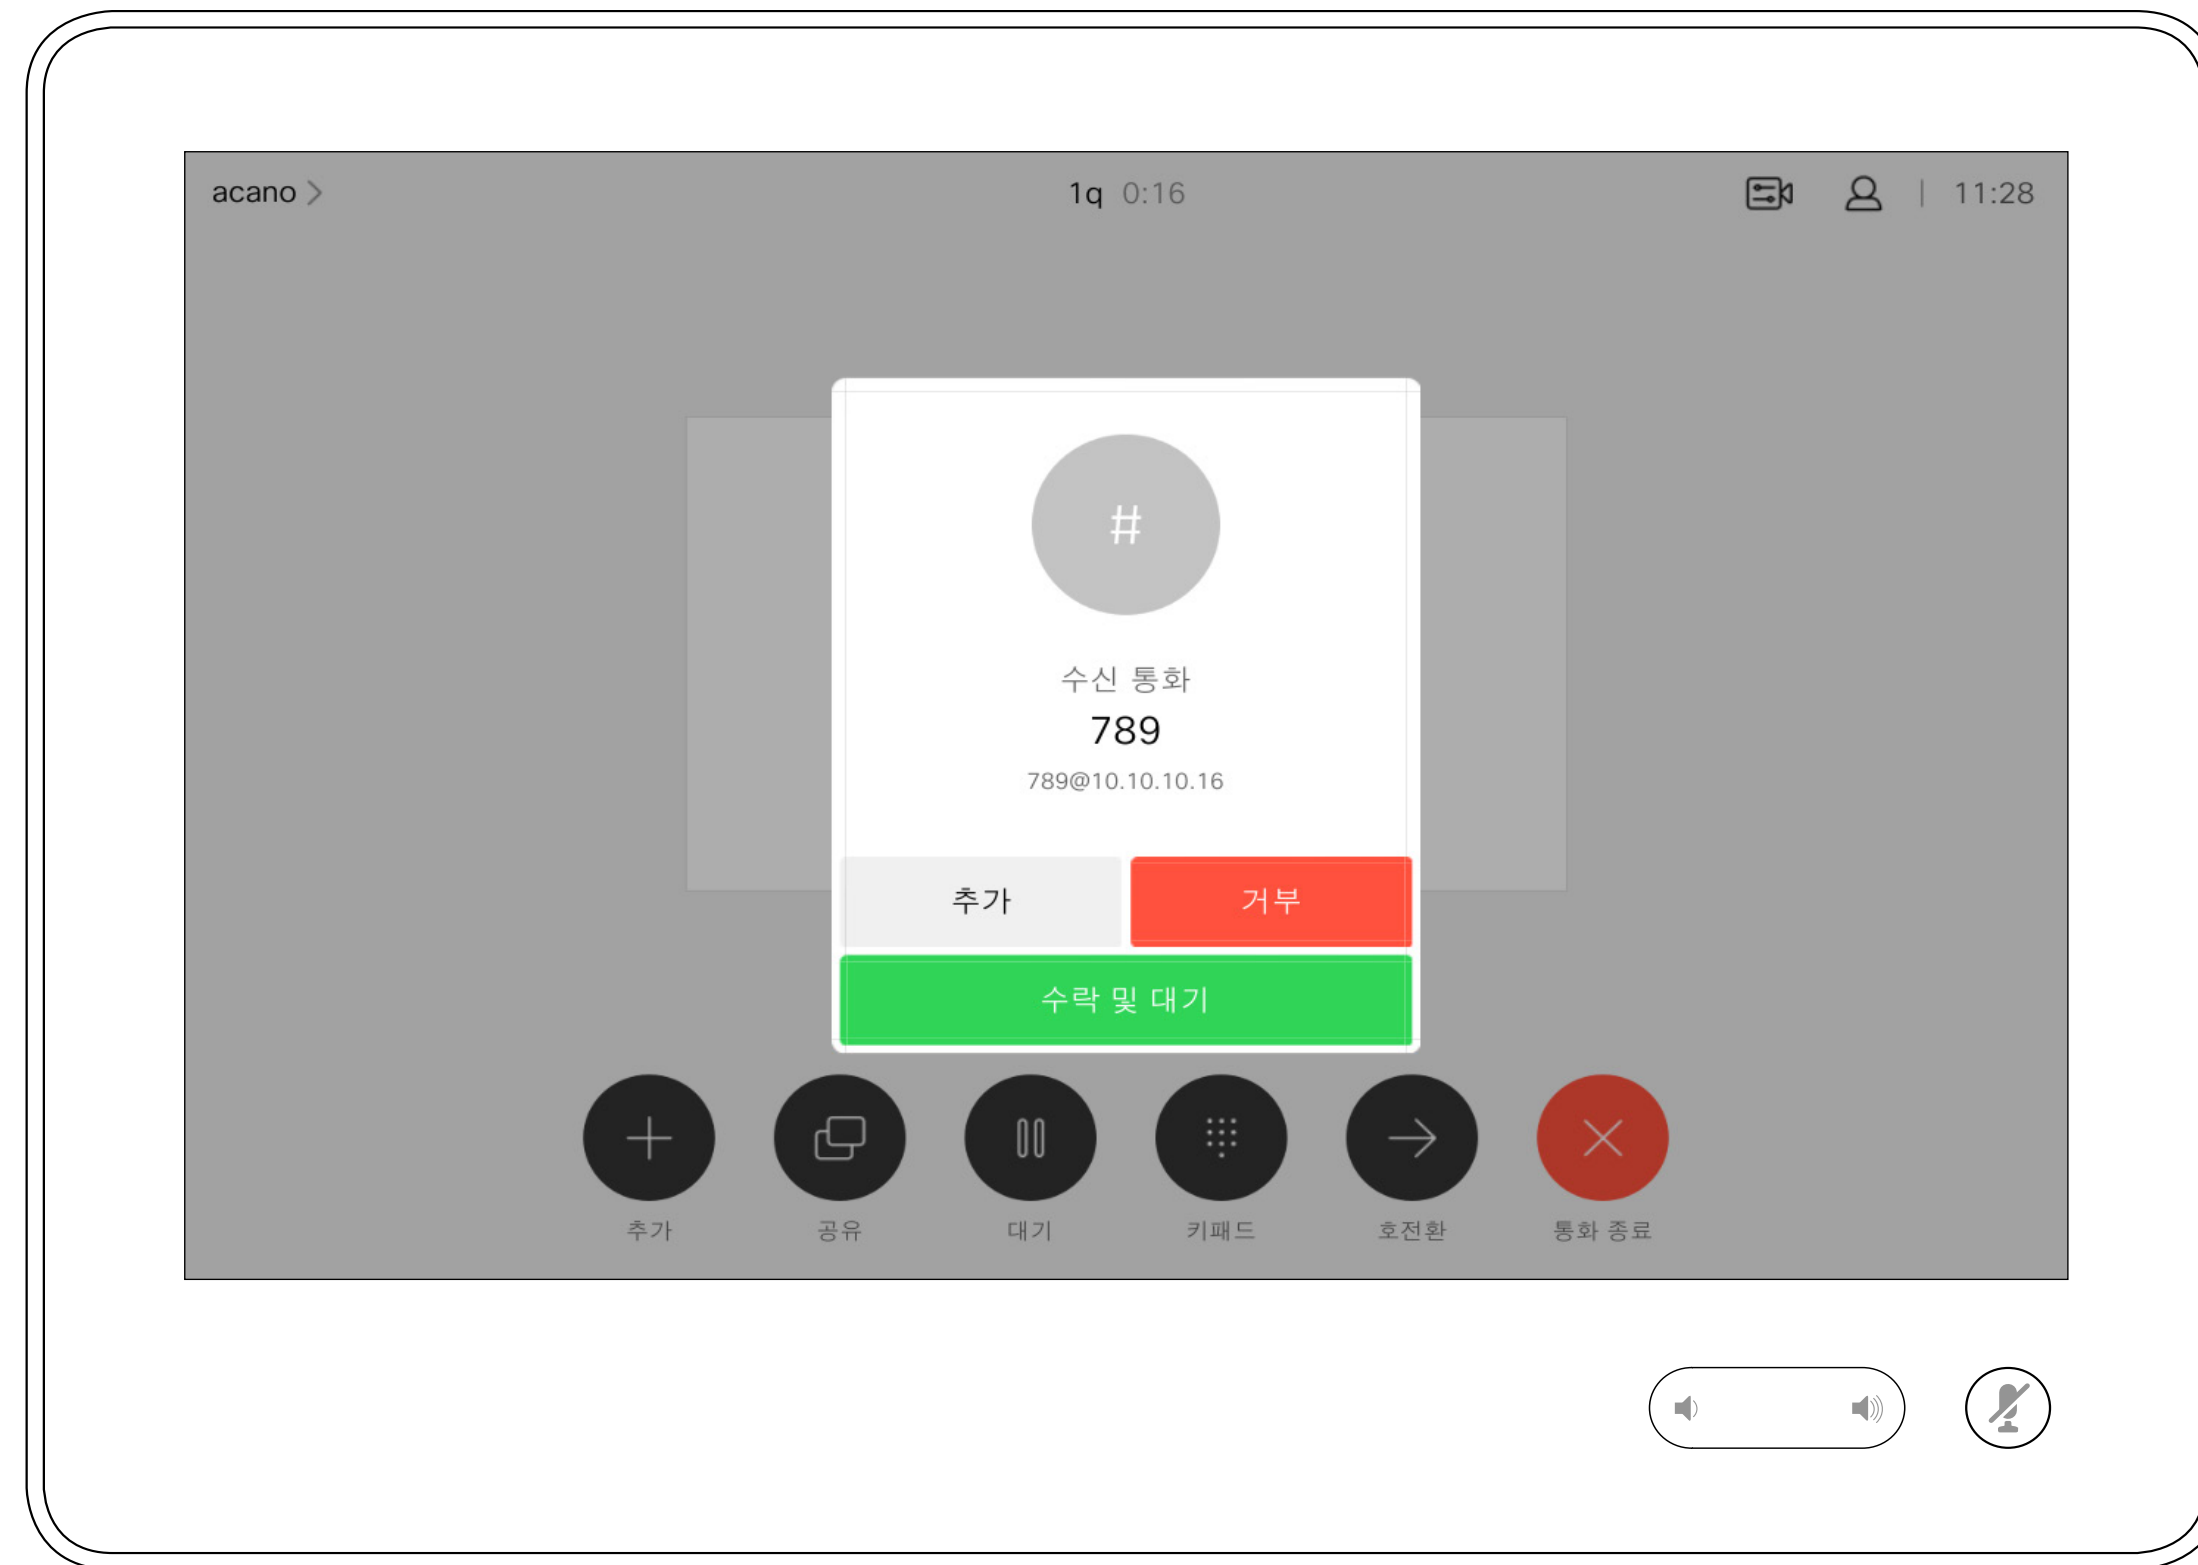 acano
1q 0:16
11:28
#
수신 통화
789
789@10.10.10.16
추가
거부
수락 및 대기
추가
공유
대기
키패드
호전환
통화 종료